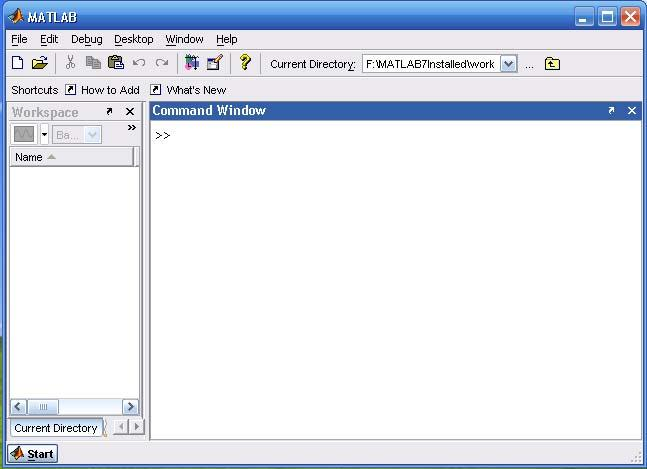 MATLAB
File Edit Debug Desktop Window Help
Current Directory: F:\MATLAB7Installed\work ...
Shortcuts How to Add What's New
Workspace
Command Window
Ba... »
>>
Name
Current Directory
Start